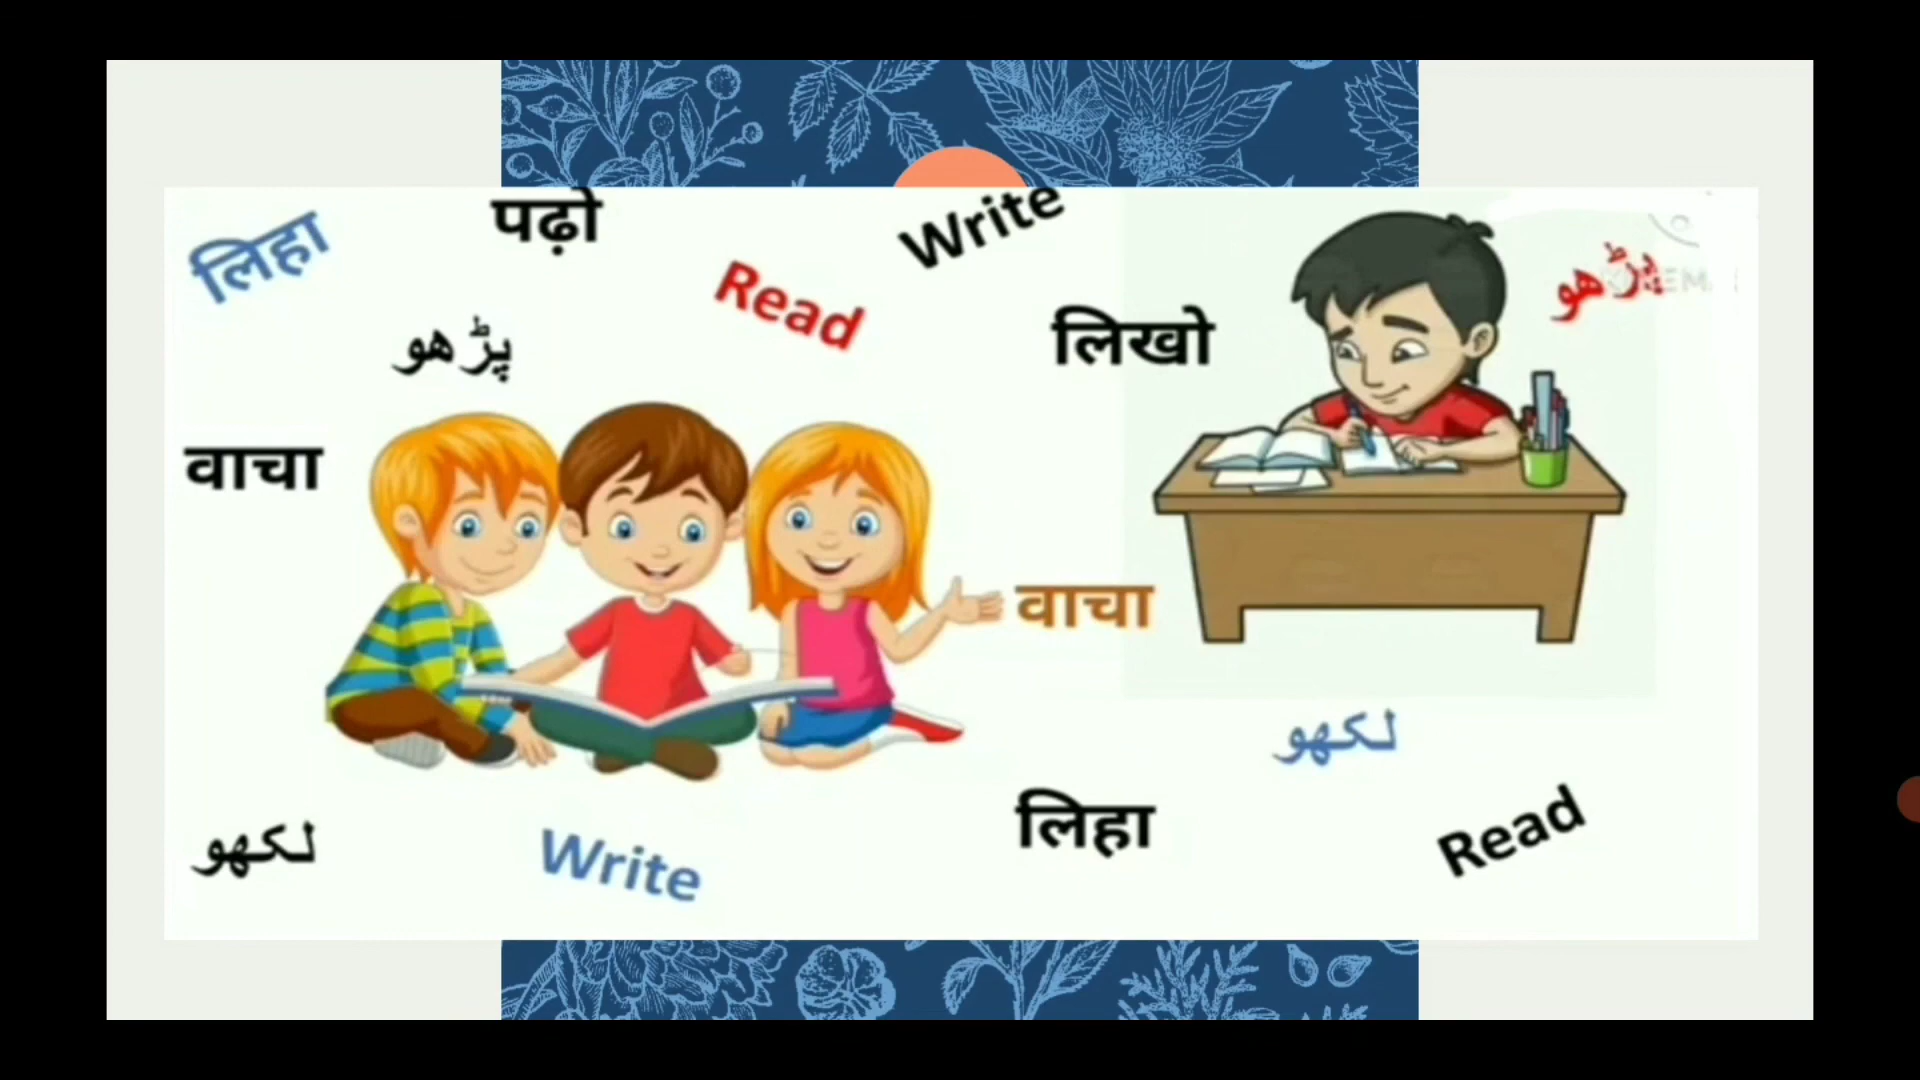 लिहा
पढ़ो
Write
Read
پڑھو
لکھو
پڑھو
लिखो
वाचा
वाचा
لکھو
लिहा
Write
Read